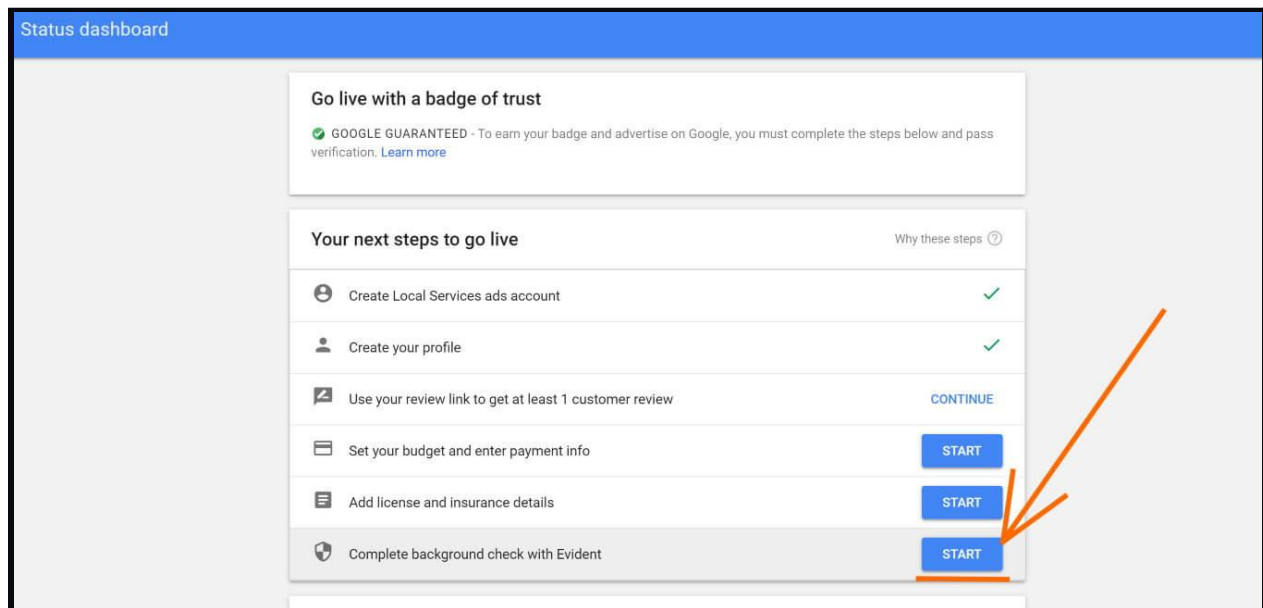 Status dashboard
Go live with a badge of trust
GOOGLE GUARANTEED - To earn your badge and advertise on Google, you must complete the steps below and pass
verification. Learn more
Your next steps to go live
Why these steps
Create Local Services ads account
Create your profile
Use your review link to get at least 1 customer review
CONTINUE
Set your budget and enter payment info
START
Add license and insurance details
START
Complete background check with Evident
START